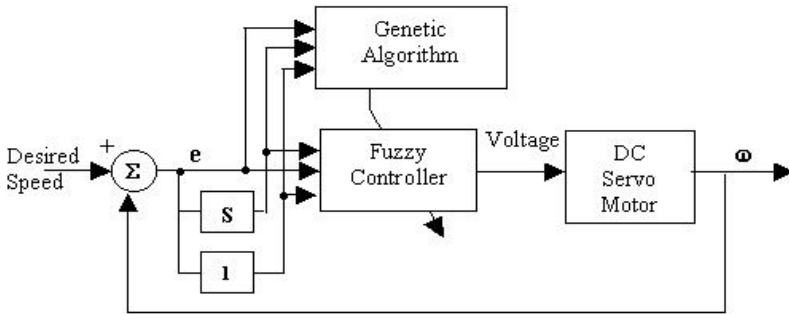 Genetic
Algorithm
+
Desired
Speed
Σ
e
Fuzzy
Controller
Voltage
DC
Servo
Motor
ω
S
1